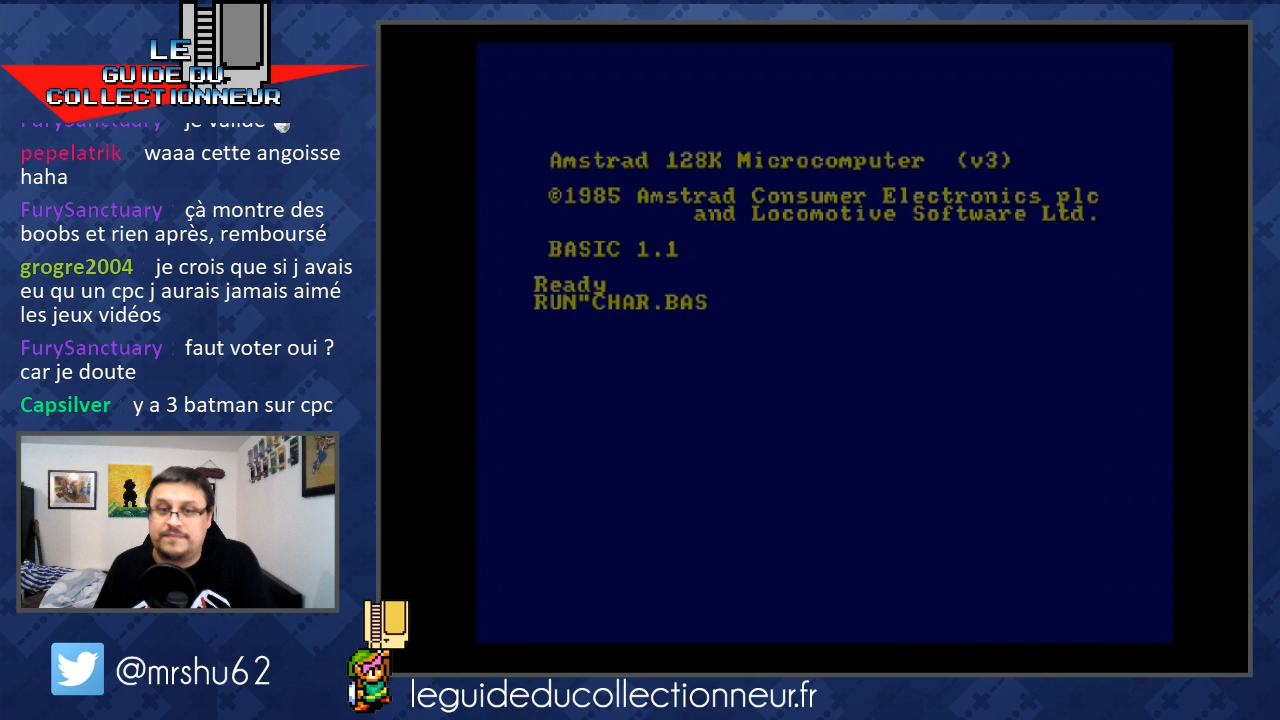 LE
GUIDE DU
COLLECTIONNEUR
FurySanctuary je valide
pepelatrik waaa cette angoisse
haha
FurySanctuary çà montre des
boobs et rien après, remboursé
grogre2004 je crois que si j avais
eu qu un cpc j aurais jamais aimé
les jeux vidéos
FurySanctuary faut voter oui ?
car je doute
Capsilver y a 3 batman sur cpc
@mrshu62
Amstrad 128K Microcomputer (v3)
©1985 Amstrad Consumer Electronics plc
and Locomotive Software Ltd.
BASIC 1.1
Ready
RUN"CHAR.BAS
leguideducollectionneur.fr